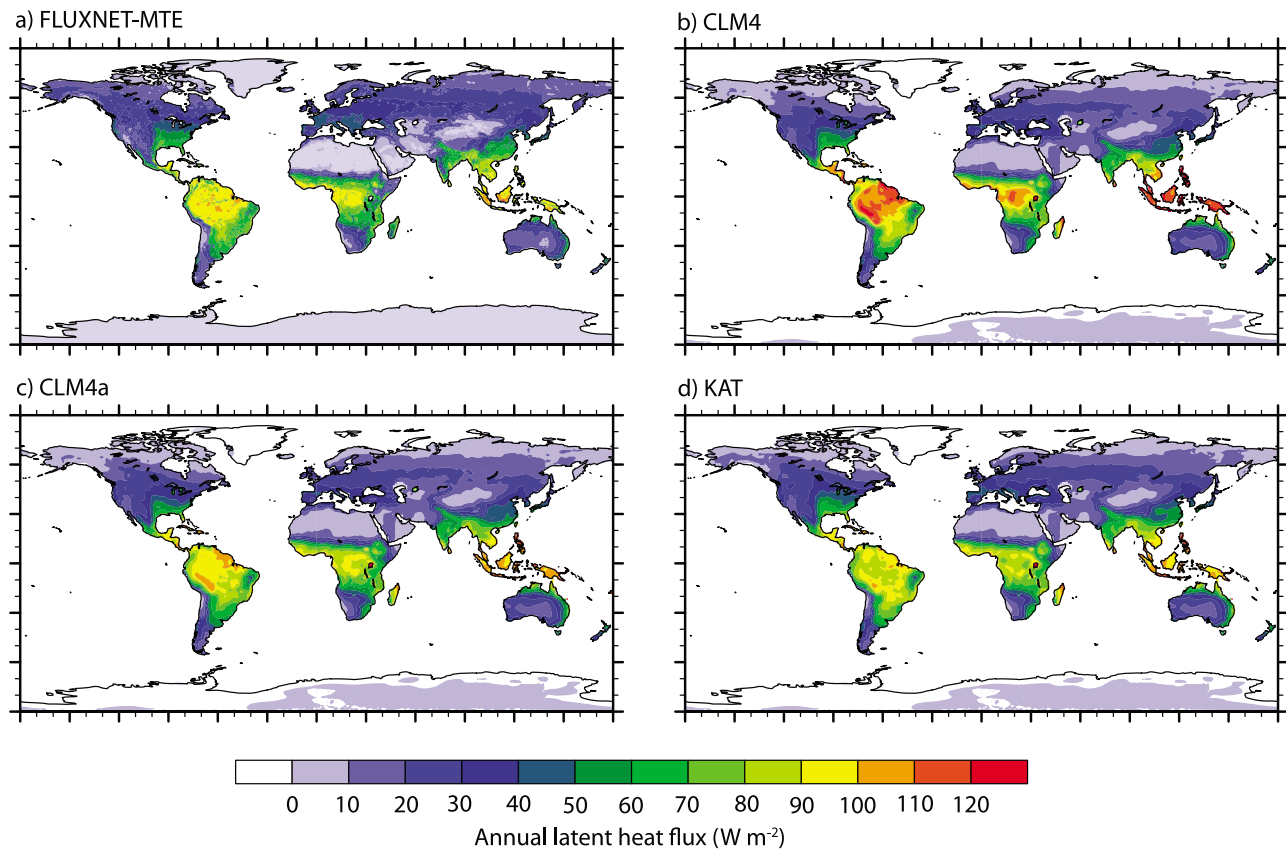 a) FLUXNET-MTE
b) CLM4
c) CLM4a
d) KAT
0 10 20 30 40 50 60 70 80 90 100 110 120
Annual latent heat flux (W m⁻²)